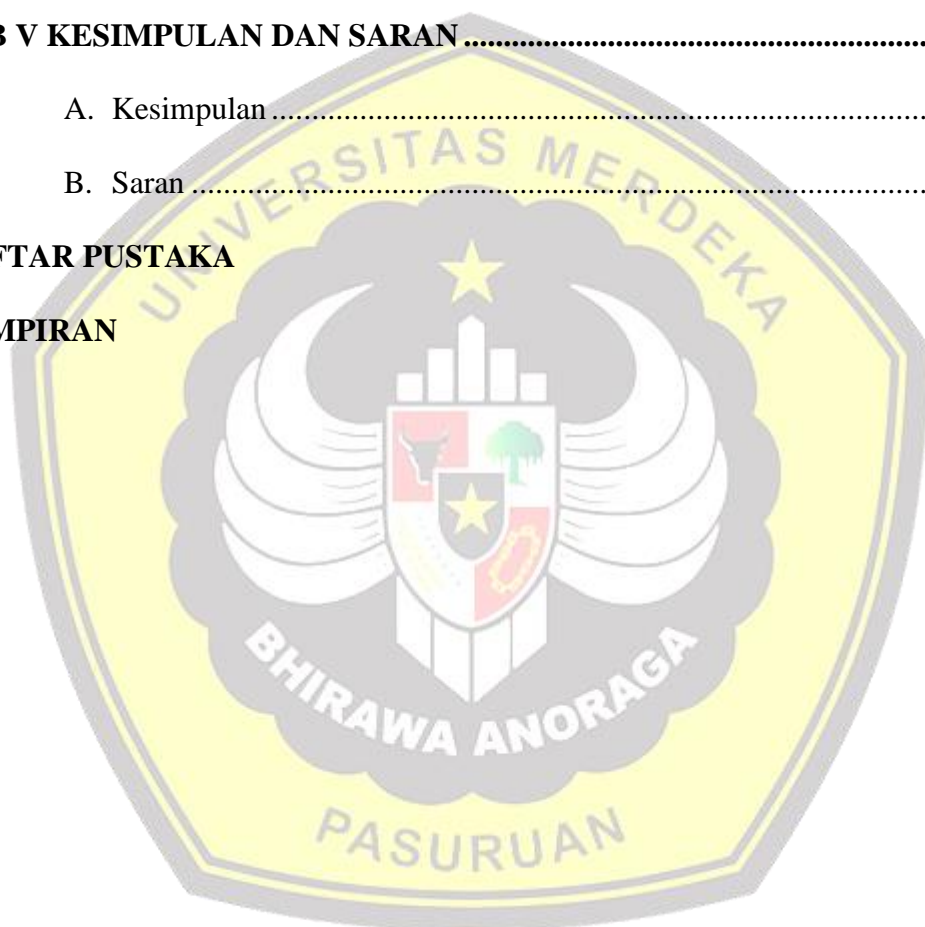 B V KESIMPULAN DAN SARAN ........................................................
A. Kesimpulan ................................................................................
B. Saran ..........................................................................................
FTAR PUSTAKA
MPIRAN
UNIVERSITAS MERDEKA
BHIRAWA ANORAGA
PASURUAN